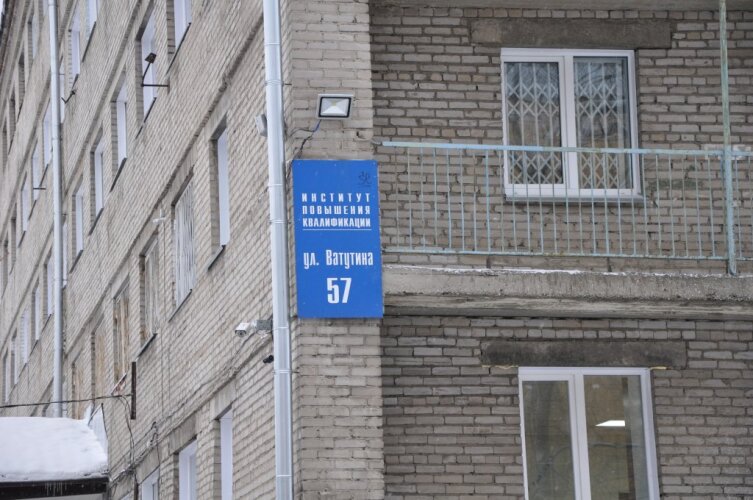 ИНСТИТУТ
ПОВЫШЕНИЯ
КВАЛИФИКАЦИИ
ул. Ватутина
57